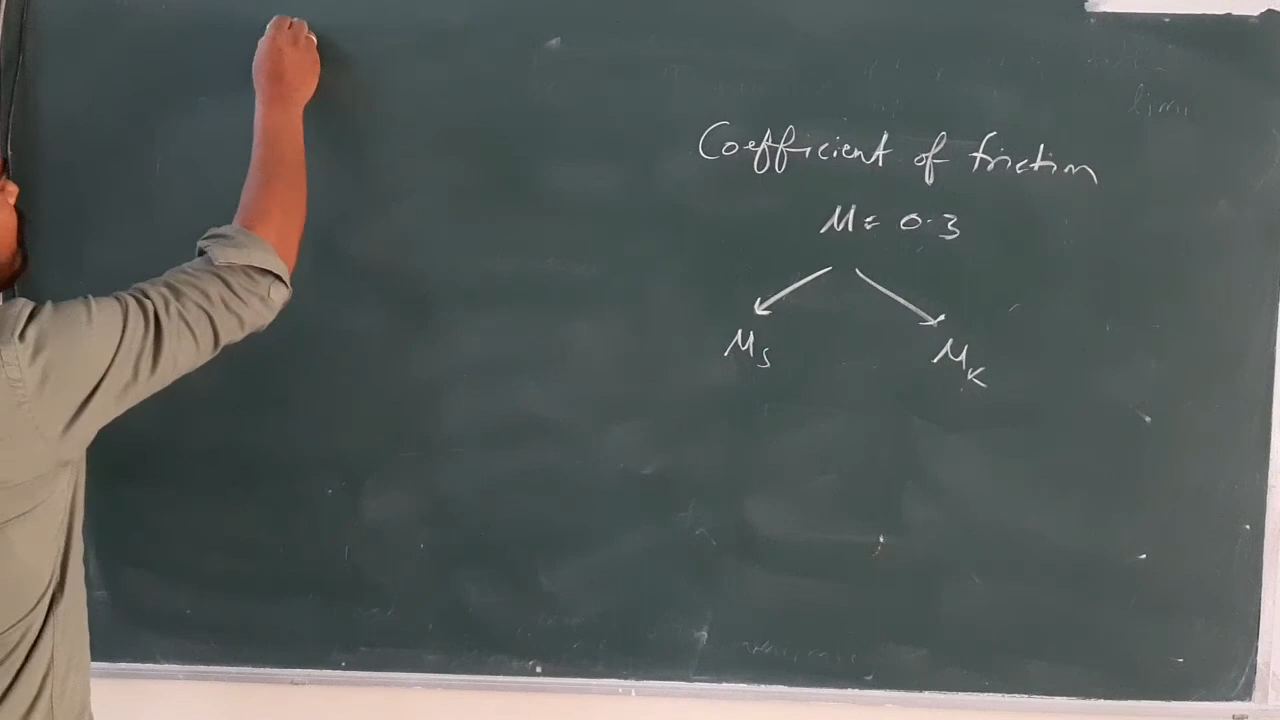 Coefficient of friction
μ = 0.3
μs μK